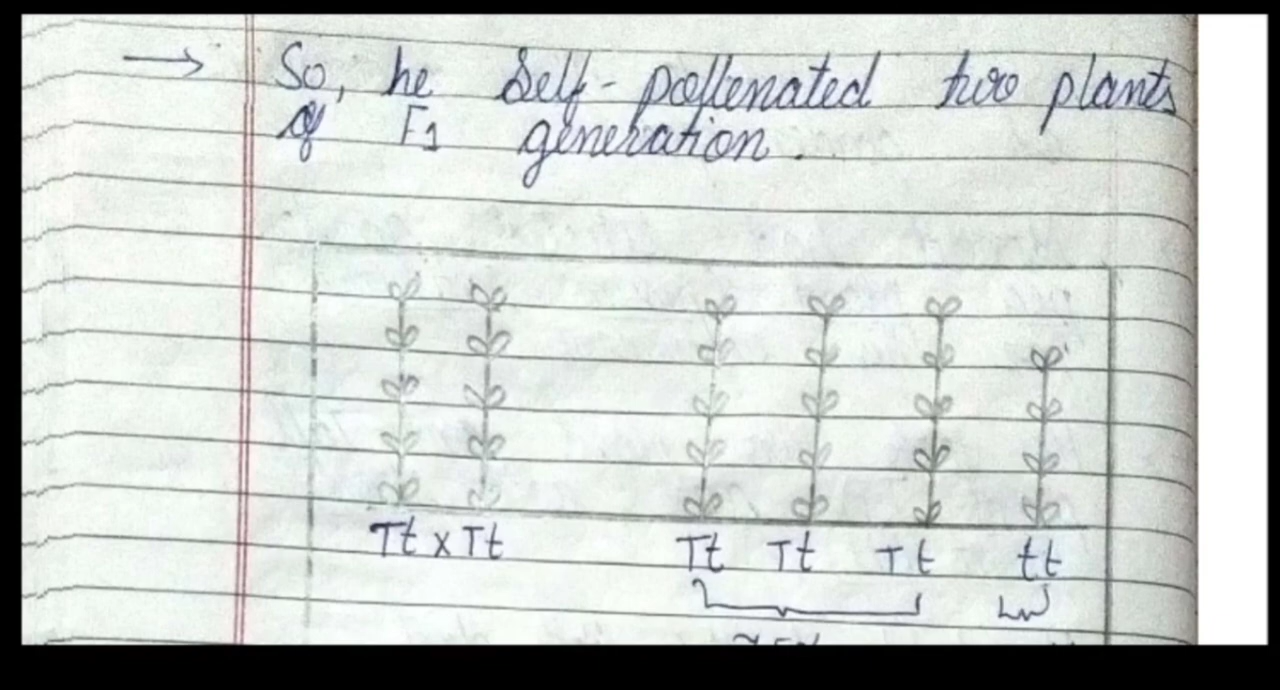 → So, he Self-pollenated two plants
of F1 generation.
Tt x Tt Tt Tt Tt tt